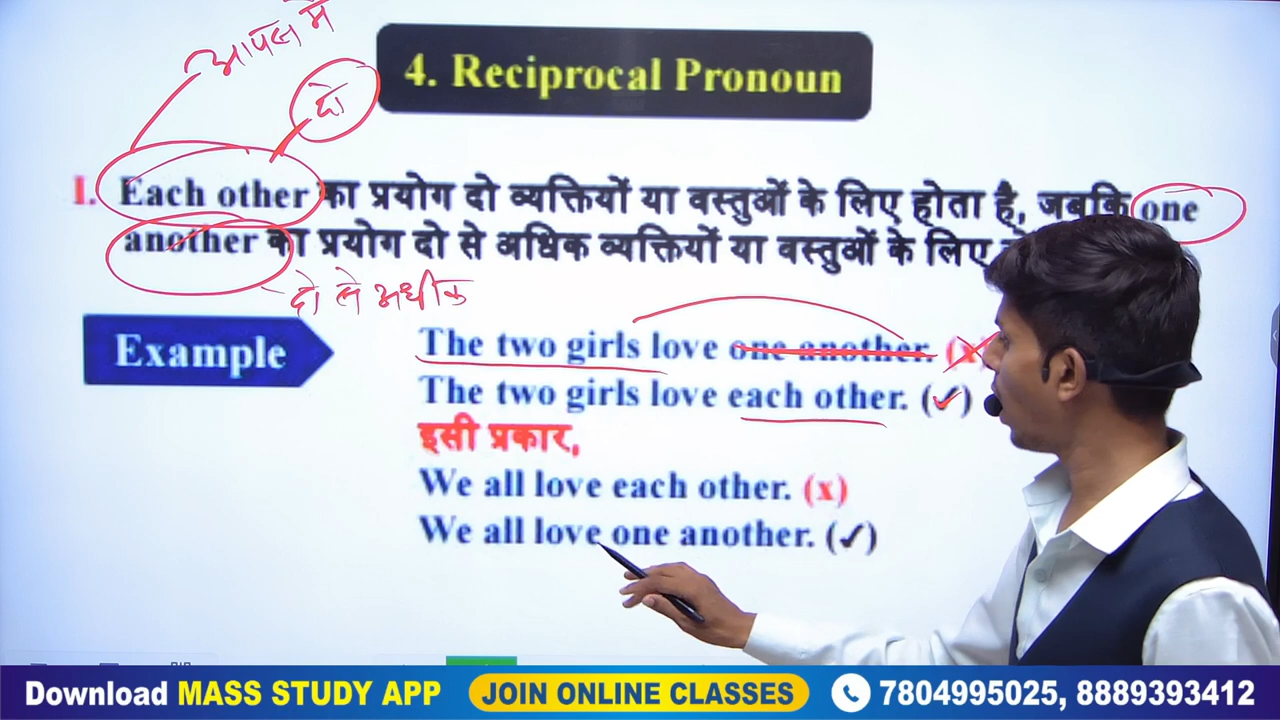 आपस में
4. Reciprocal Pronoun
दो
1. Each other का प्रयोग दो व्यक्तियों या वस्तुओं के लिए होता है, जबकि one
another का प्रयोग दो से अधिक व्यक्तियों या वस्तुओं के लिए
दो से अधीक
Example
The two girls love one another. (x)
The two girls love each other. (✓)
इसी प्रकार,
We all love each other. (x)
We all love one another. (✓)
Download MASS STUDY APP JOIN ONLINE CLASSES 7804995025, 8889393412